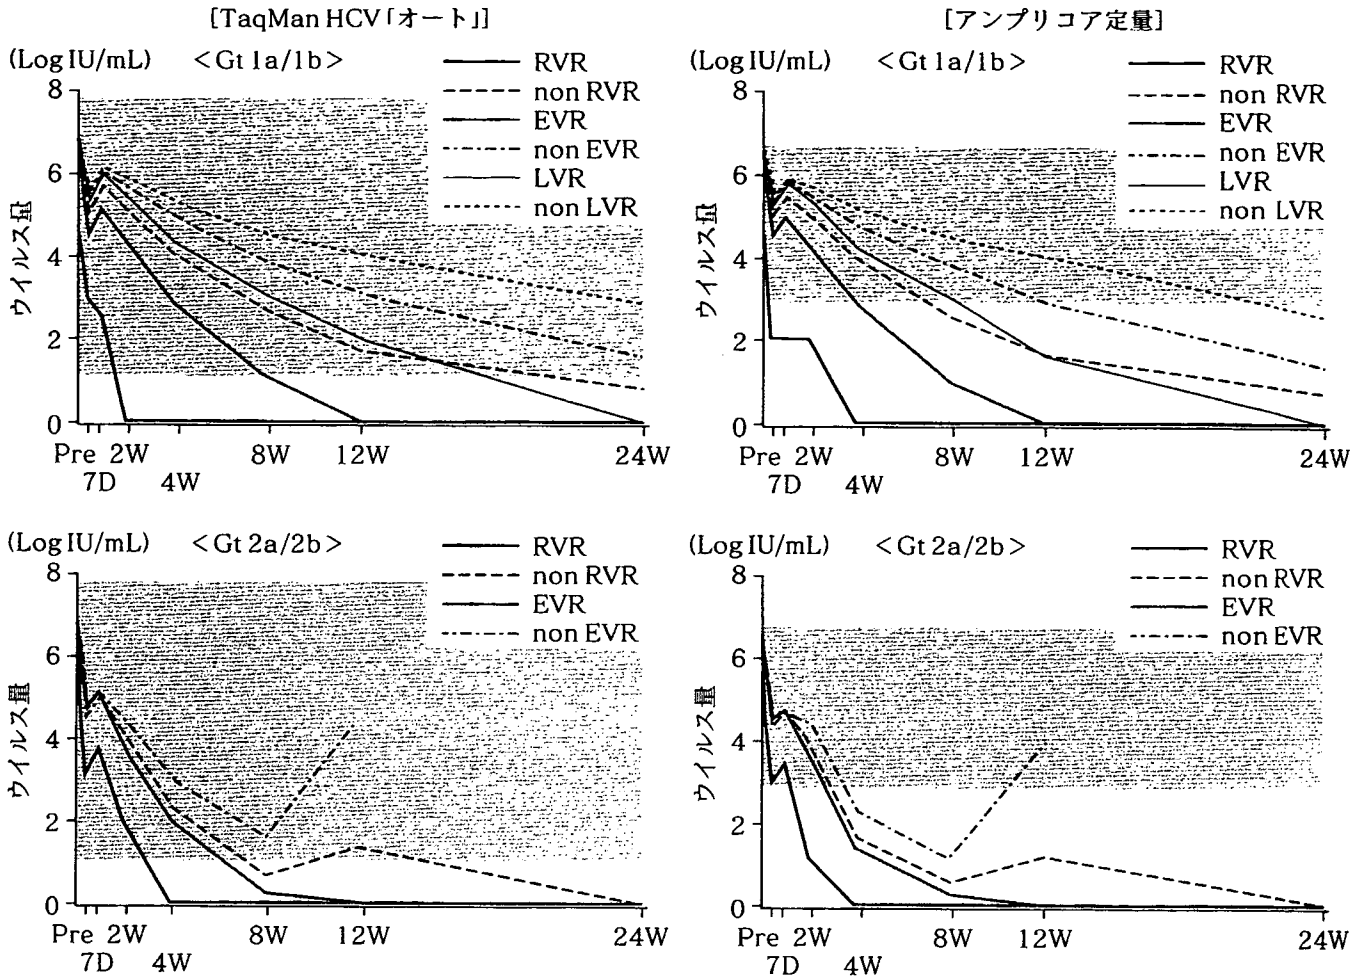 [TaqMan HCV「オート」]
(Log IU/mL) <Gt 1a/1b>
RVR
non RVR
EVR
non EVR
LVR
non LVR
ウイルス量
8
6
4
2
0
Pre 2W 8W 12W 24W
7D 4W
[アンプリコア定量]
(Log IU/mL) <Gt 1a/1b>
RVR
non RVR
EVR
non EVR
LVR
non LVR
ウイルス量
8
6
4
2
0
Pre 2W 8W 12W 24W
7D 4W
(Log IU/mL) <Gt 2a/2b>
RVR
non RVR
EVR
non EVR
ウイルス量
8
6
4
2
0
Pre 2W 8W 12W 24W
7D 4W
(Log IU/mL) <Gt 2a/2b>
RVR
non RVR
EVR
non EVR
ウイルス量
8
6
4
2
0
Pre 2W 8W 12W 24W
7D 4W